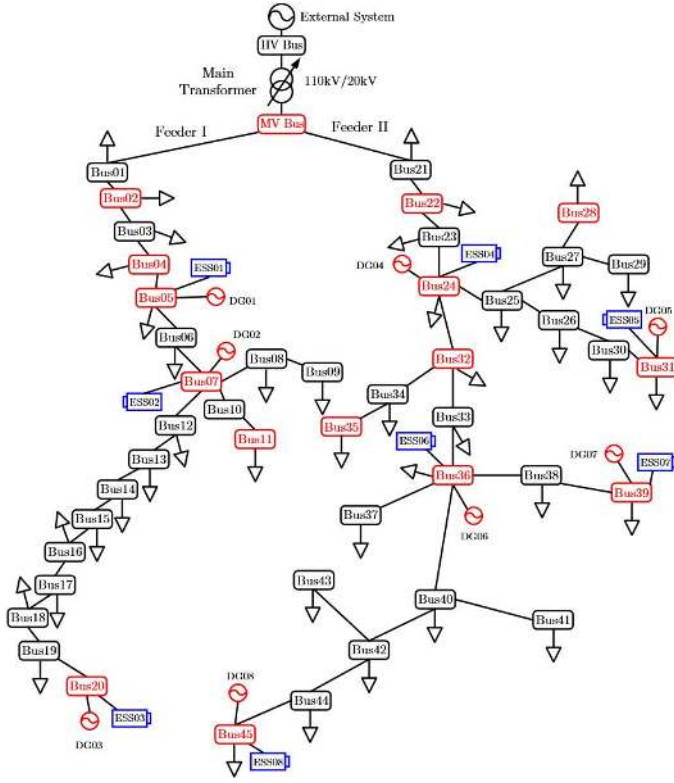 External System
HV Bus
Main
Transformer
110kV/20kV
MV Bus
Feeder I
Feeder II
Bus01
Bus21
Bus02
Bus22
Bus28
Bus03
Bus23
ESS04
Bus04
ESS01
DG04
Bus27
Bus29
Bus05
DG01
Bus24
Bus25
ESS05
DG05
Bus06
DG02
Bus26
Bus08
Bus32
Bus30
Bus31
Bus07
Bus09
Bus34
ESS02
Bus10
Bus33
Bus12
Bus11
Bus35
ESS06
Bus13
DG07
ESS07
Bus14
Bus36
Bus38
Bus39
Bus15
Bus37
Bus16
DG06
Bus17
Bus43
Bus18
Bus40
Bus41
Bus19
Bus42
Bus20
DG08
Bus44
ESS03
DG03
Bus45
ESS08